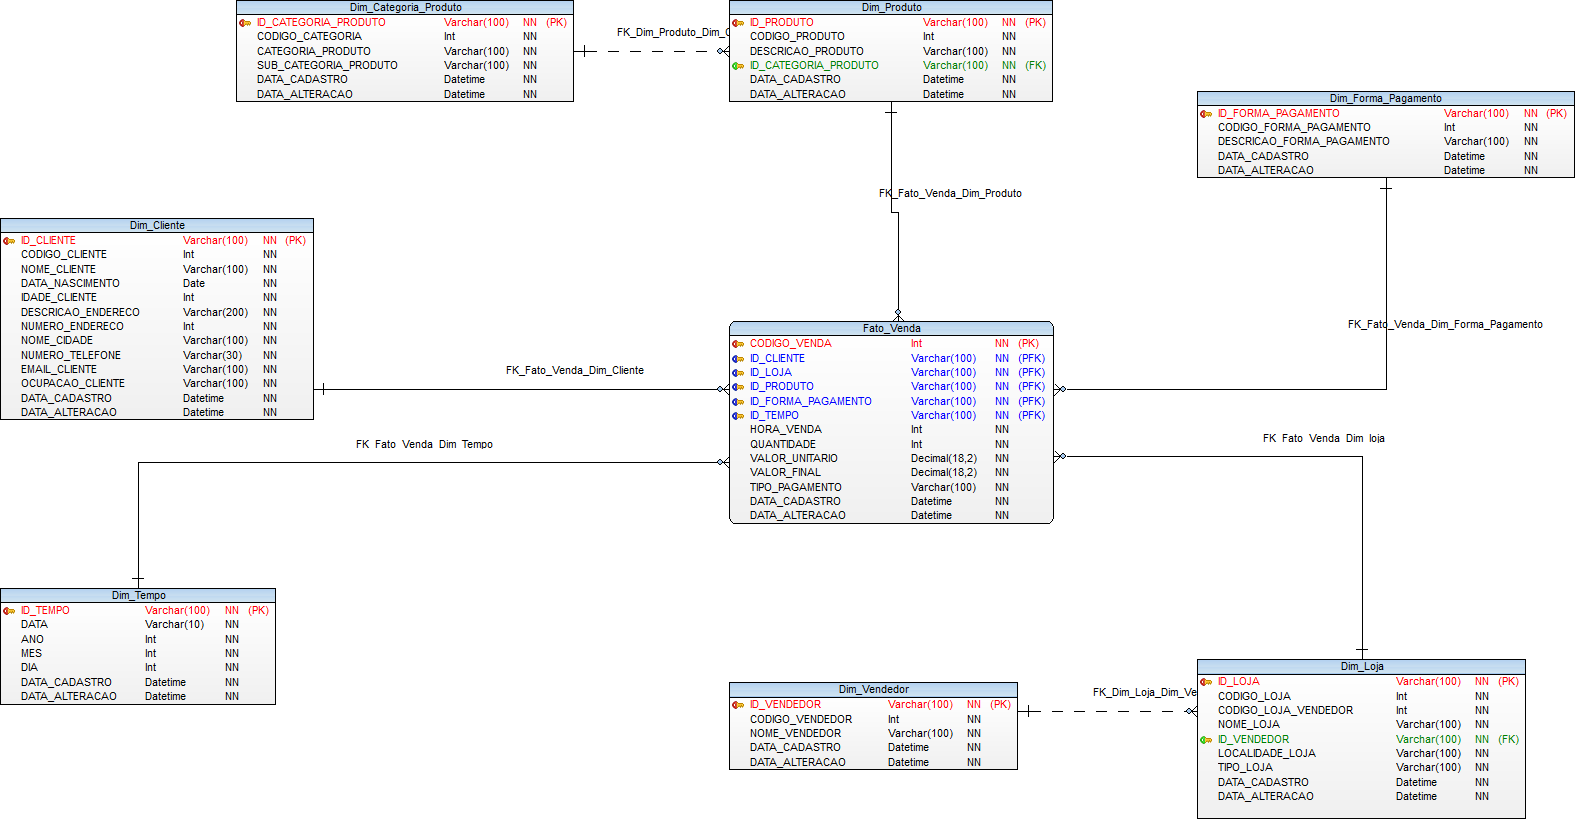 Dim_Categoria_Produto
ID_CATEGORIA_PRODUTO Varchar(100) NN (PK)
CODIGO_CATEGORIA Int NN
CATEGORIA_PRODUTO Varchar(100) NN
SUB_CATEGORIA_PRODUTO Varchar(100) NN
DATA_CADASTRO Datetime NN
DATA_ALTERACAO Datetime NN
FK_Dim_Produto_Dim_C
Dim_Produto
ID_PRODUTO Varchar(100) NN (PK)
CODIGO_PRODUTO Int NN
DESCRICAO_PRODUTO Varchar(100) NN
ID_CATEGORIA_PRODUTO Varchar(100) NN (FK)
DATA_CADASTRO Datetime NN
DATA_ALTERACAO Datetime NN
Dim_Forma_Pagamento
ID_FORMA_PAGAMENTO Varchar(100) NN (PK)
CODIGO_FORMA_PAGAMENTO Int NN
DESCRICAO_FORMA_PAGAMENTO Varchar(100) NN
DATA_CADASTRO Datetime NN
DATA_ALTERACAO Datetime NN
FK_Fato_Venda_Dim_Produto
Dim_Cliente
ID_CLIENTE Varchar(100) NN (PK)
CODIGO_CLIENTE Int NN
NOME_CLIENTE Varchar(100) NN
DATA_NASCIMENTO Date NN
IDADE_CLIENTE Int NN
DESCRICAO_ENDERECO Varchar(200) NN
NUMERO_ENDERECO Int NN
NOME_CIDADE Varchar(100) NN
NUMERO_TELEFONE Varchar(30) NN
EMAIL_CLIENTE Varchar(100) NN
OCUPACAO_CLIENTE Varchar(100) NN
DATA_CADASTRO Datetime NN
DATA_ALTERACAO Datetime NN
FK_Fato_Venda_Dim_Cliente
Fato_Venda
CODIGO_VENDA Int NN (PK)
ID_CLIENTE Varchar(100) NN (PFK)
ID_LOJA Varchar(100) NN (PFK)
ID_PRODUTO Varchar(100) NN (PFK)
ID_FORMA_PAGAMENTO Varchar(100) NN (PFK)
ID_TEMPO Varchar(100) NN (PFK)
HORA_VENDA Int NN
QUANTIDADE Int NN
VALOR_UNITARIO Decimal(18,2) NN
VALOR_FINAL Decimal(18,2) NN
TIPO_PAGAMENTO Varchar(100) NN
DATA_CADASTRO Datetime NN
DATA_ALTERACAO Datetime NN
FK_Fato_Venda_Dim_Forma_Pagamento
FK_Fato_Venda_Dim_Tempo
FK_Fato_Venda_Dim_loja
Dim_Tempo
ID_TEMPO Varchar(100) NN (PK)
DATA Varchar(10) NN
ANO Int NN
MES Int NN
DIA Int NN
DATA_CADASTRO Datetime NN
DATA_ALTERACAO Datetime NN
Dim_Vendedor
ID_VENDEDOR Varchar(100) NN (PK)
CODIGO_VENDEDOR Int NN
NOME_VENDEDOR Varchar(100) NN
DATA_CADASTRO Datetime NN
DATA_ALTERACAO Datetime NN
FK_Dim_Loja_Dim_Ve
Dim_Loja
ID_LOJA Varchar(100) NN (PK)
CODIGO_LOJA Int NN
CODIGO_LOJA_VENDEDOR Int NN
NOME_LOJA Varchar(100) NN
ID_VENDEDOR Varchar(100) NN (FK)
LOCALIDADE_LOJA Varchar(100) NN
TIPO_LOJA Varchar(100) NN
DATA_CADASTRO Datetime NN
DATA_ALTERACAO Datetime NN